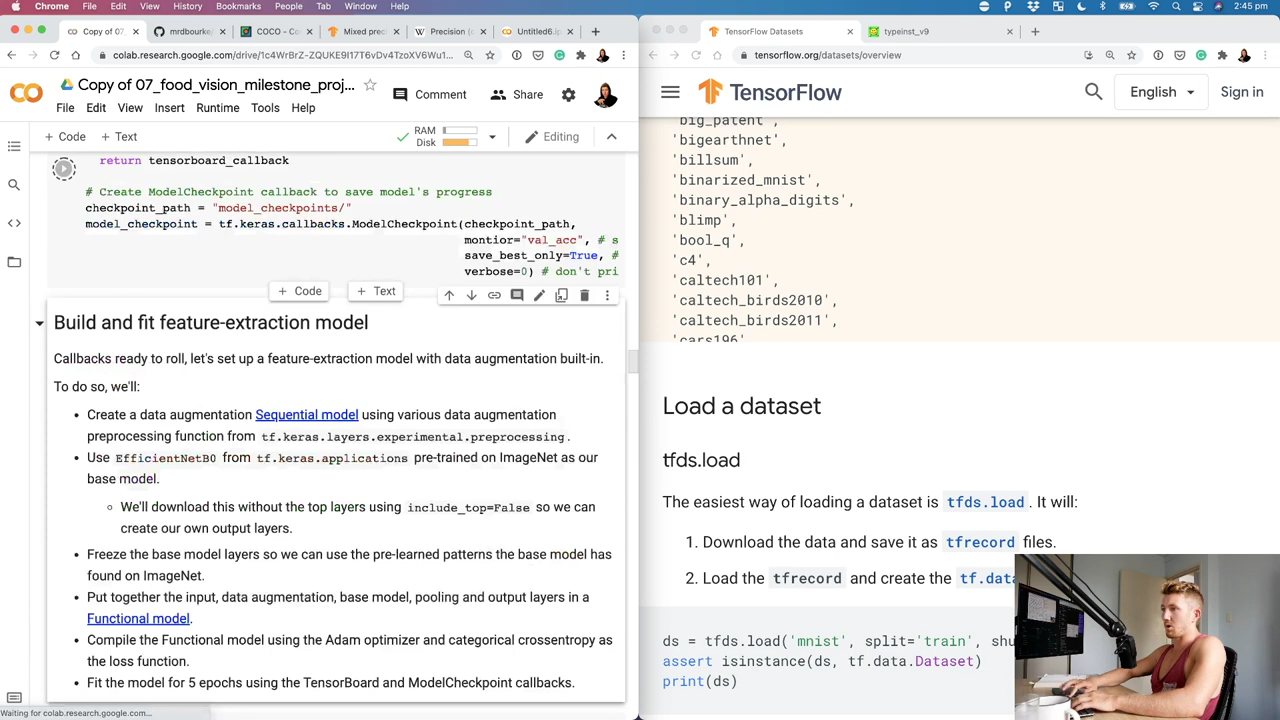 Chrome File Edit View History Bookmarks People Tab Window Help 2:45 pm
Copy of 07_ mrdbourke/ COCO - Co Mixed prec Precision (c Untitled6.ip TensorFlow Datasets typeinst_v9
colab.research.google.com/drive/1c4WrBrZ-ZQUKE9I17T6vDv4zoXV6Wu1... tensorflow.org/datasets/overview
Copy of 07_food_vision_milestone_proj...
File Edit View Insert Runtime Tools Help
Comment Share
+ Code + Text RAM Disk Editing
return tensorboard_callback
# Create ModelCheckpoint callback to save model's progress
checkpoint_path = "model_checkpoints/"
model_checkpoint = tf.keras.callbacks.ModelCheckpoint(checkpoint_path,
montior="val_acc", # s
save_best_only=True, #
verbose=0) # don't pri
+ Code + Text
Build and fit feature-extraction model
Callbacks ready to roll, let's set up a feature-extraction model with data augmentation built-in.
To do so, we'll:
• Create a data augmentation Sequential model using various data augmentation
preprocessing function from tf.keras.layers.experimental.preprocessing.
• Use EfficientNetB0 from tf.keras.applications pre-trained on ImageNet as our
base model.
◦ We'll download this without the top layers using include_top=False so we can
create our own output layers.
• Freeze the base model layers so we can use the pre-learned patterns the base model has
found on ImageNet.
• Put together the input, data augmentation, base model, pooling and output layers in a
Functional model.
• Compile the Functional model using the Adam optimizer and categorical crossentropy as
the loss function.
• Fit the model for 5 epochs using the TensorBoard and ModelCheckpoint callbacks.
Waiting for colab.research.google.com...
TensorFlow English Sign in
'big_patent',
'bigearthnet',
'billsum',
'binarized_mnist',
'binary_alpha_digits',
'blimp',
'bool_q',
'c4',
'caltech101',
'caltech_birds2010',
'caltech_birds2011',
'cars196',
Load a dataset
tfds.load
The easiest way of loading a dataset is tfds.load. It will:
1. Download the data and save it as tfrecord files.
2. Load the tfrecord and create the tf.data
ds = tfds.load('mnist', split='train', shu
assert isinstance(ds, tf.data.Dataset)
print(ds)